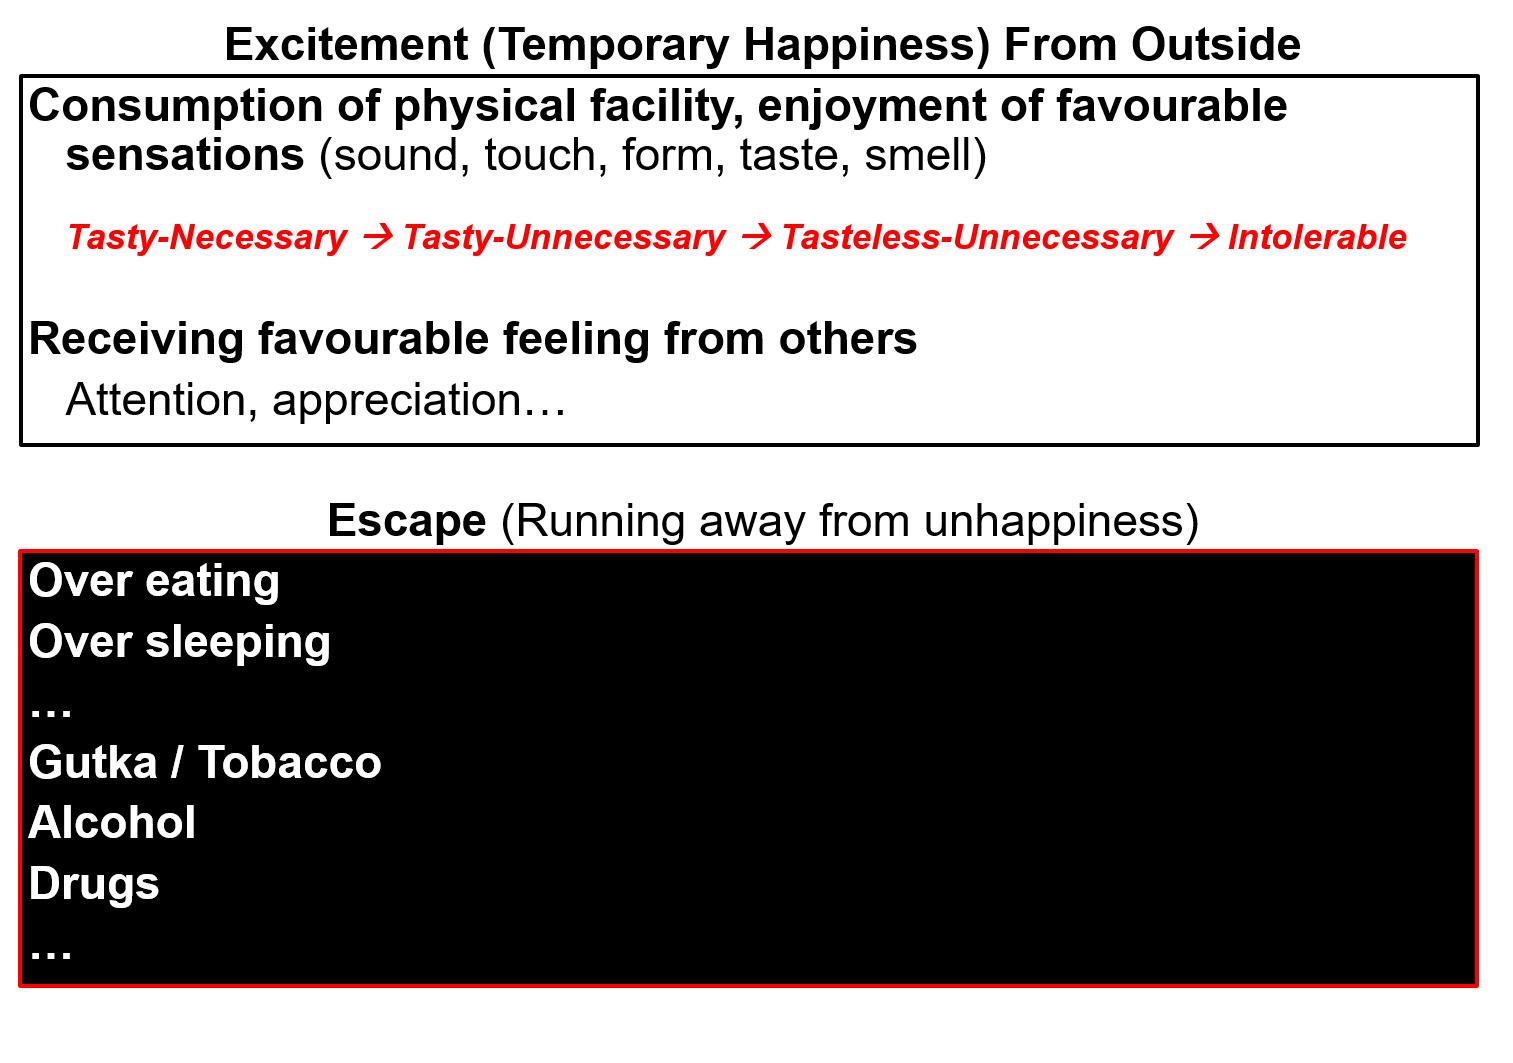 Excitement (Temporary Happiness) From Outside
Consumption of physical facility, enjoyment of favourable
sensations (sound, touch, form, taste, smell)
Tasty-Necessary → Tasty-Unnecessary → Tasteless-Unnecessary → Intolerable
Receiving favourable feeling from others
Attention, appreciation…
Escape (Running away from unhappiness)
Over eating
Over sleeping
…
Gutka / Tobacco
Alcohol
Drugs
…